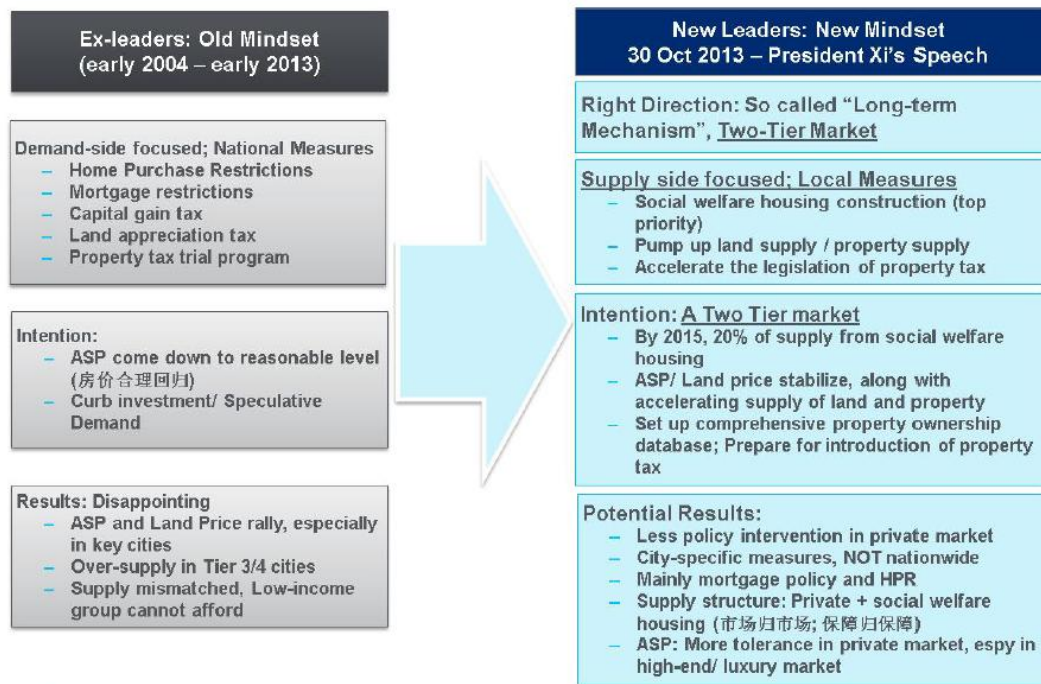 Ex-leaders: Old Mindset
(early 2004 – early 2013)
Demand-side focused; National Measures
– Home Purchase Restrictions
– Mortgage restrictions
– Capital gain tax
– Land appreciation tax
– Property tax trial program
Intention:
– ASP come down to reasonable level
(房价合理回归)
– Curb investment/ Speculative
Demand
Results: Disappointing
– ASP and Land Price rally, especially
in key cities
– Over-supply in Tier 3/4 cities
– Supply mismatched, Low-income
group cannot afford
New Leaders: New Mindset
30 Oct 2013 – President Xi's Speech
Right Direction: So called “Long-term
Mechanism”, Two-Tier Market
Supply side focused; Local Measures
– Social welfare housing construction (top
priority)
– Pump up land supply / property supply
– Accelerate the legislation of property tax
Intention: A Two Tier market
– By 2015, 20% of supply from social welfare
housing
– ASP/ Land price stabilize, along with
accelerating supply of land and property
– Set up comprehensive property ownership
database; Prepare for introduction of property
tax
Potential Results:
– Less policy intervention in private market
– City-specific measures, NOT nationwide
– Mainly mortgage policy and HPR
– Supply structure: Private + social welfare
housing (市场归市场; 保障归保障)
– ASP: More tolerance in private market, espy in
high-end/ luxury market